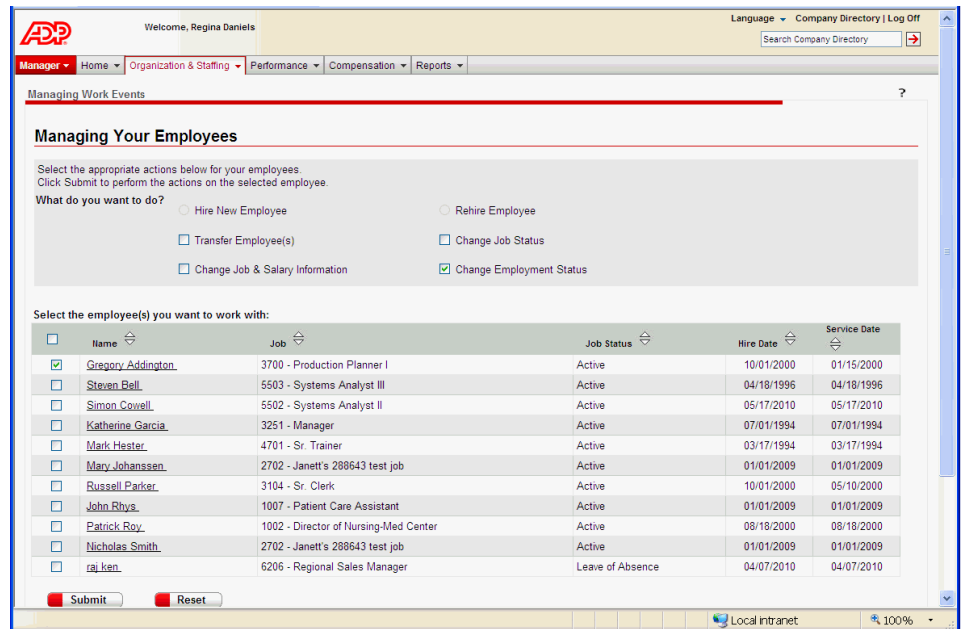 Language Company Directory | Log Off
ADP
Welcome, Regina Daniels
Search Company Directory
Manager Home Organization & Staffing Performance Compensation Reports
Managing Work Events ?
Managing Your Employees
Select the appropriate actions below for your employees.
Click Submit to perform the actions on the selected employee.
What do you want to do?
Hire New Employee Rehire Employee
Transfer Employee(s) Change Job Status
Change Job & Salary Information Change Employment Status
Select the employee(s) you want to work with:
Name Job Job Status Hire Date Service Date
Gregory Addington 3700 - Production Planner I Active 10/01/2000 01/15/2000
Steven Bell 5503 - Systems Analyst III Active 04/18/1996 04/18/1996
Simon Cowell 5502 - Systems Analyst II Active 05/17/2010 05/17/2010
Katherine Garcia 3251 - Manager Active 07/01/1994 07/01/1994
Mark Hester 4701 - Sr. Trainer Active 03/17/1994 03/17/1994
Mary Johanssen 2702 - Janett's 288643 test job Active 01/01/2009 01/01/2009
Russell Parker 3104 - Sr. Clerk Active 10/01/2000 05/10/2000
John Rhys 1007 - Patient Care Assistant Active 01/01/2009 01/01/2009
Patrick Roy 1002 - Director of Nursing-Med Center Active 08/18/2000 08/18/2000
Nicholas Smith 2702 - Janett's 288643 test job Active 01/01/2009 01/01/2009
raj ken 6206 - Regional Sales Manager Leave of Absence 04/07/2010 04/07/2010
Submit Reset
Local intranet 100%